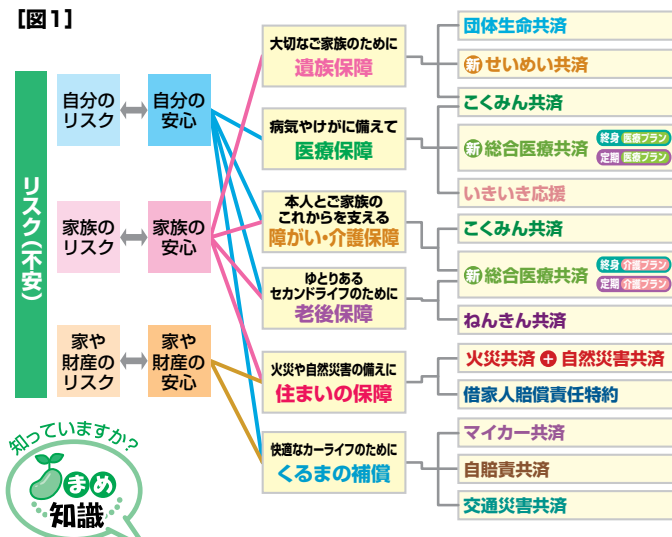 [図1]
リスク(不安)
自分の
リスク
自分の
安心
家族の
リスク
家族の
安心
家や
財産の
リスク
家や
財産の
安心
大切なご家族のために
遺族保障
病気やけがに備えて
医療保障
本人とご家族の
これからを支える
障がい・介護保障
ゆとりある
セカンドライフのために
老後保障
火災や自然災害の備えに
住まいの保障
快適なカーライフのために
くるまの補償
団体生命共済
新せいめい共済
こくみん共済
新総合医療共済
終身医療プラン
定期医療プラン
いきいき応援
こくみん共済
新総合医療共済
終身介護プラン
定期介護プラン
ねんきん共済
火災共済+自然災害共済
借家人賠償責任特約
マイカー共済
自賠責共済
交通災害共済
知っていますか?
まめ
知識